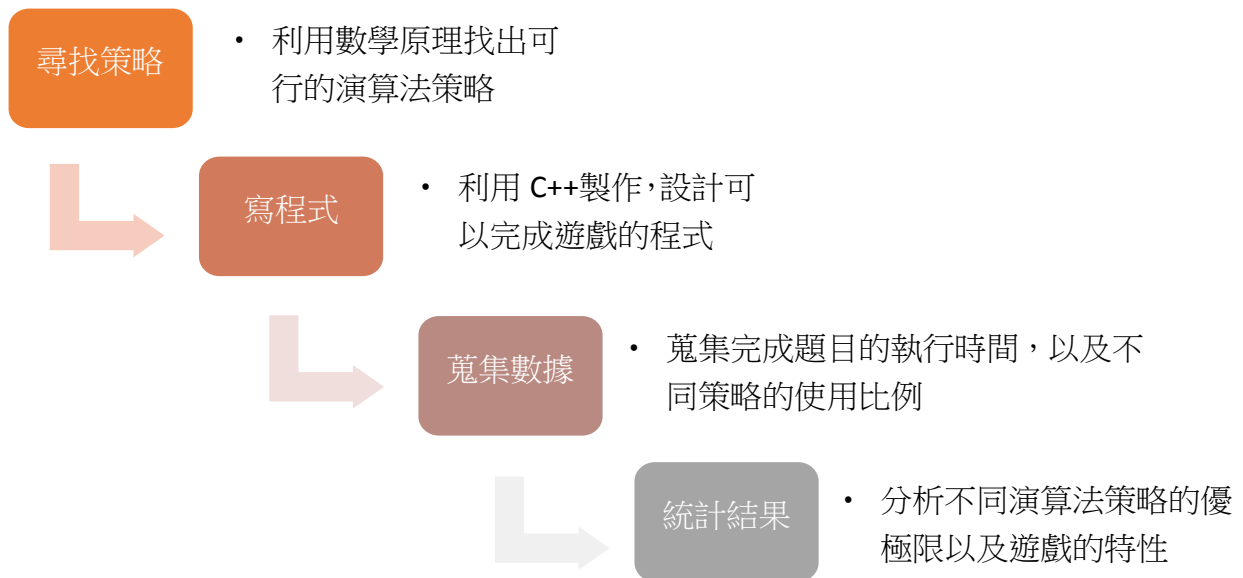 尋找策略
• 利用數學原理找出可
行的演算法策略
寫程式
• 利用 C++製作，設計可
以完成遊戲的程式
蒐集數據
• 蒐集完成題目的執行時間，以及不
同策略的使用比例
統計結果
• 分析不同演算法策略的優
極限以及遊戲的特性